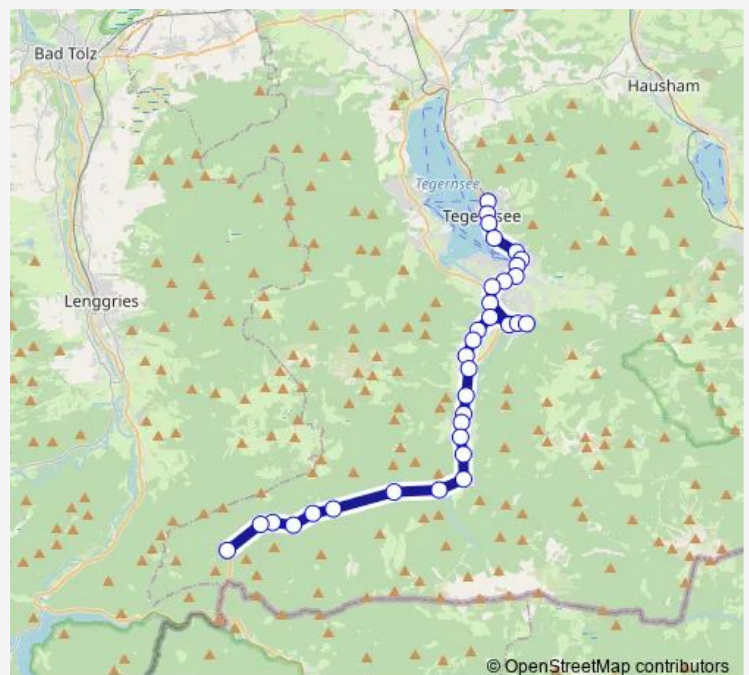 Bad Tölz
Hausham
Tegernsee
Tegernsee
Lenggries
© OpenStreetMap contributors